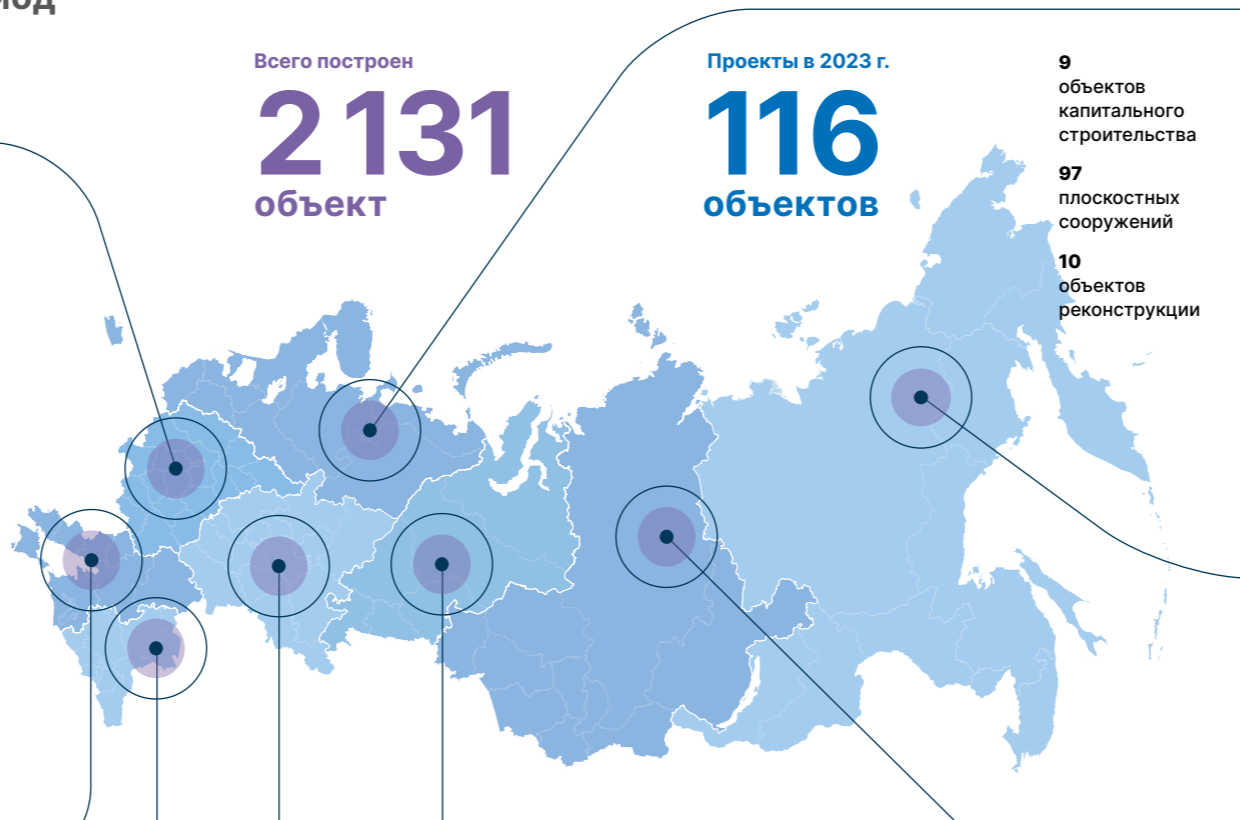 Всего построен
2 131
объект
Проекты в 2023 г.
116
объектов
9
объектов
капитального
строительства
97
плоскостных
сооружений
10
объектов
реконструкции